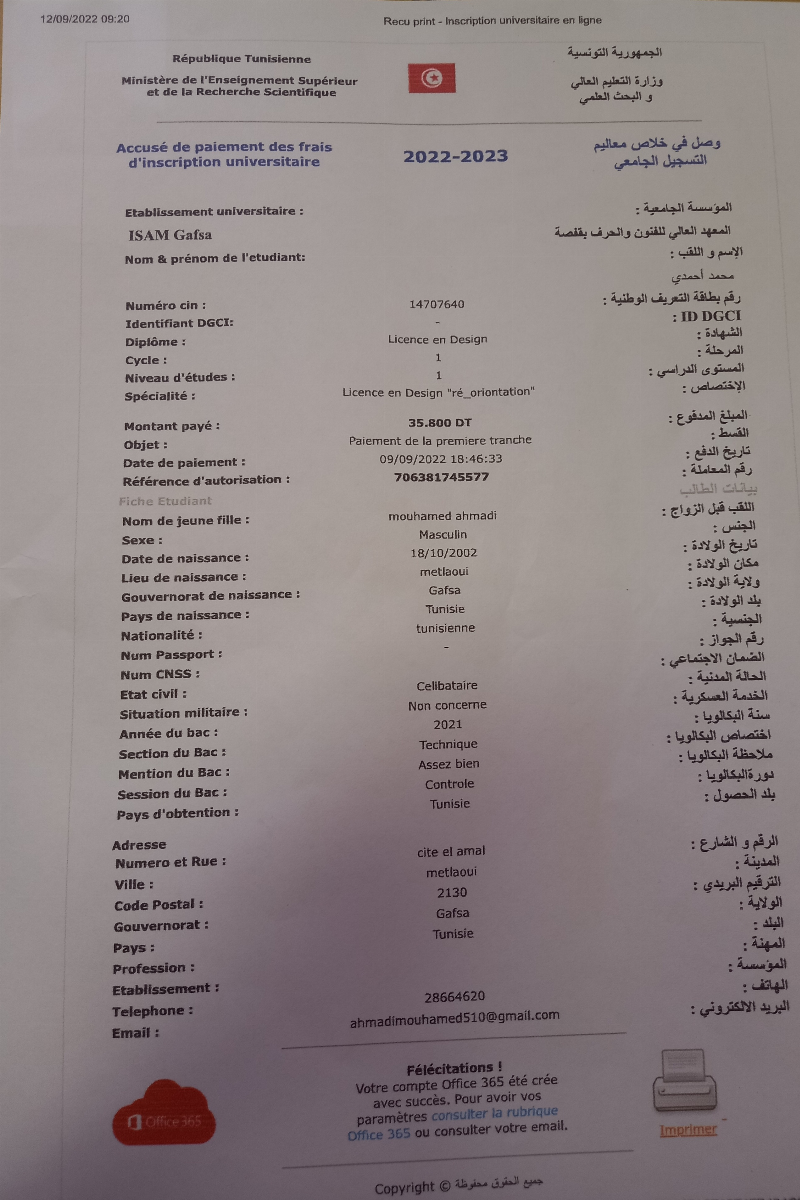 12/09/2022 09:20
Recu print - Inscription universitaire en ligne
République Tunisienne
الجمهورية التونسية
Ministère de l'Enseignement Supérieur
et de la Recherche Scientifique
وزارة التعليم العالي
و البحث العلمي
Accusé de paiement des frais
d'inscription universitaire
2022-2023
وصل في خلاص معاليم
التسجيل الجامعي
Etablissement universitaire :
المؤسسة الجامعية :
ISAM Gafsa
المعهد العالي للفنون والحرف بقفصة
Nom & prénom de l'etudiant:
الإسم و اللقب :
محمد أحمدي
Numéro cin : 14707640 رقم بطاقة التعريف الوطنية :
Identifiant DGCI: - ID DGCI :
Diplôme : Licence en Design الشهادة :
Cycle : 1 المرحلة :
Niveau d'études : 1 المستوى الدراسي :
Spécialité : Licence en Design "ré_oriontation" الإختصاص :
Montant payé : 35.800 DT المبلغ المدفوع :
Objet : Paiement de la premiere tranche القسط :
Date de paiement : 09/09/2022 18:46:33 تاريخ الدفع :
Référence d'autorisation : 706381745577 رقم المعاملة :
Fiche Etudiant بيانات الطالب
Nom de jeune fille : mouhamed ahmadi اللقب قبل الزواج :
Sexe : Masculin الجنس :
Date de naissance : 18/10/2002 تاريخ الولادة :
Lieu de naissance : metlaoui مكان الولادة :
Gouvernorat de naissance : Gafsa ولاية الولادة :
Pays de naissance : Tunisie بلد الولادة :
Nationalité : tunisienne الجنسية :
Num Passport : - رقم الجواز :
Num CNSS : الضمان الاجتماعي :
Etat civil : Celibataire الحالة المدنية :
Situation militaire : Non concerne الخدمة العسكرية :
Année du bac : 2021 سنة البكالويا :
Section du Bac : Technique اختصاص البكالويا :
Mention du Bac : Assez bien ملاحظة البكالويا :
Session du Bac : Controle دورةالبكالويا :
Pays d'obtention : Tunisie بلد الحصول :
Adresse
Numero et Rue : cite el amal الرقم و الشارع :
Ville : metlaoui المدينة :
Code Postal : 2130 الترقيم البريدي :
Gouvernorat : Gafsa الولاية :
Pays : Tunisie البلد :
Profession : المهنة :
Etablissement : المؤسسة :
Telephone : 28664620 الهاتف :
Email : ahmadimouhamed510@gmail.com البريد الالكتروني :
Félécitations !
Votre compte Office 365 été crée
avec succès. Pour avoir vos
paramètres consulter la rubrique
Office 365 ou consulter votre email.
Office 365
Imprimer
Copyright © جميع الحقوق محفوظة